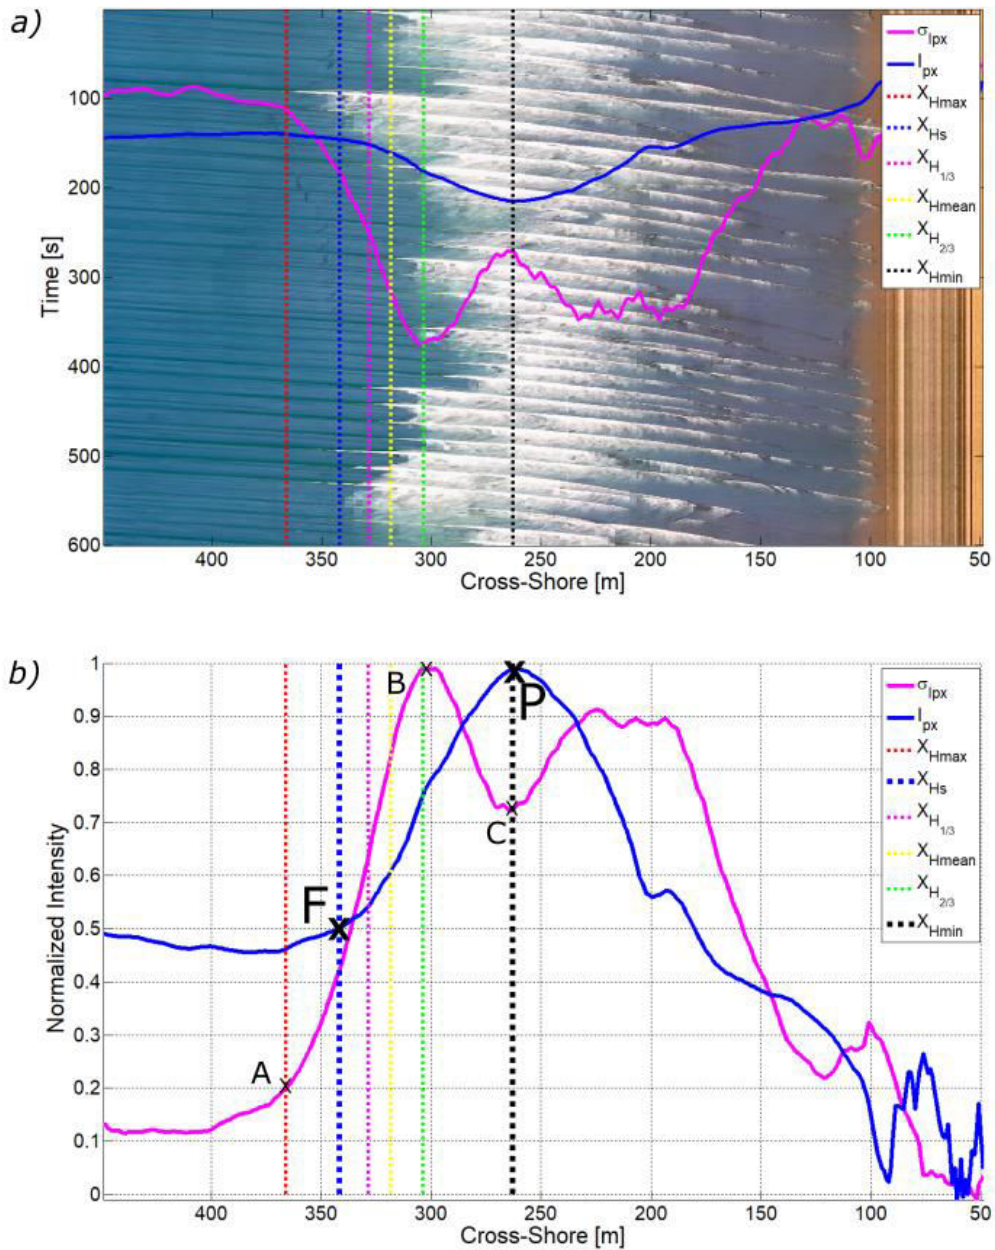 a)
σIpx
Ipx
XHmax
XHs
XH1/3
XHmean
XH2/3
XHmin
Time [s]
100
200
300
400
500
600
400 350 300 250 200 150 100 50
Cross-Shore [m]
b)
σIpx
Ipx
XHmax
XHs
XH1/3
XHmean
XH2/3
XHmin
Normalized Intensity
1
0.9
0.8
0.7
0.6
0.5
0.4
0.3
0.2
0.1
0
B
P
C
F
A
400 350 300 250 200 150 100 50
Cross-Shore [m]